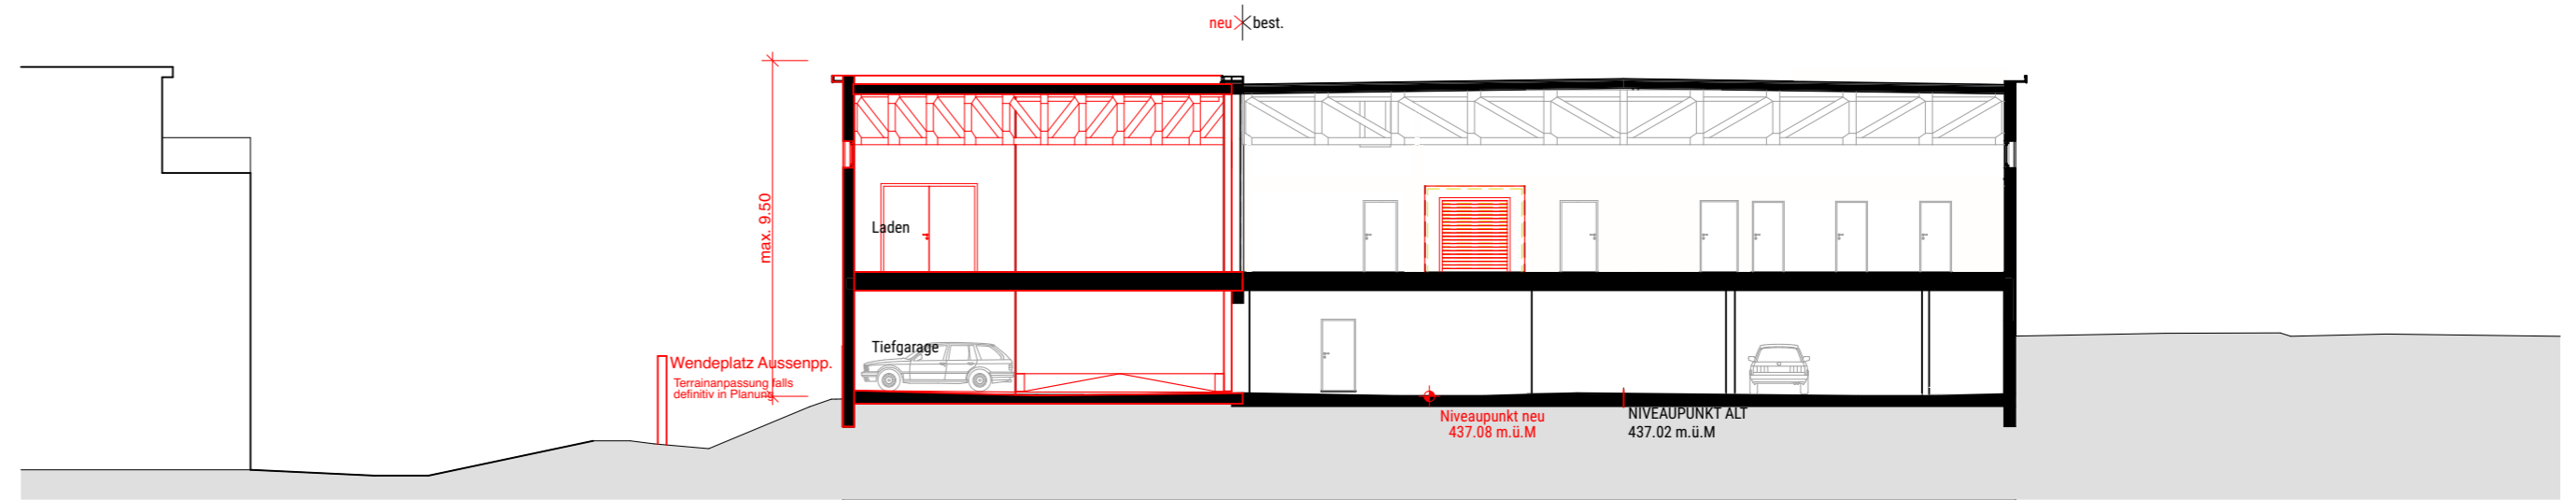 neu best.
max. 9.50
Laden
Tiefgarage
Wendeplatz Aussenpp.
Terrainanpassung falls
definitiv in Planung
Niveaupunkt neu
437.08 m.ü.M
NIVEAUPUNKT ALT
437.02 m.ü.M